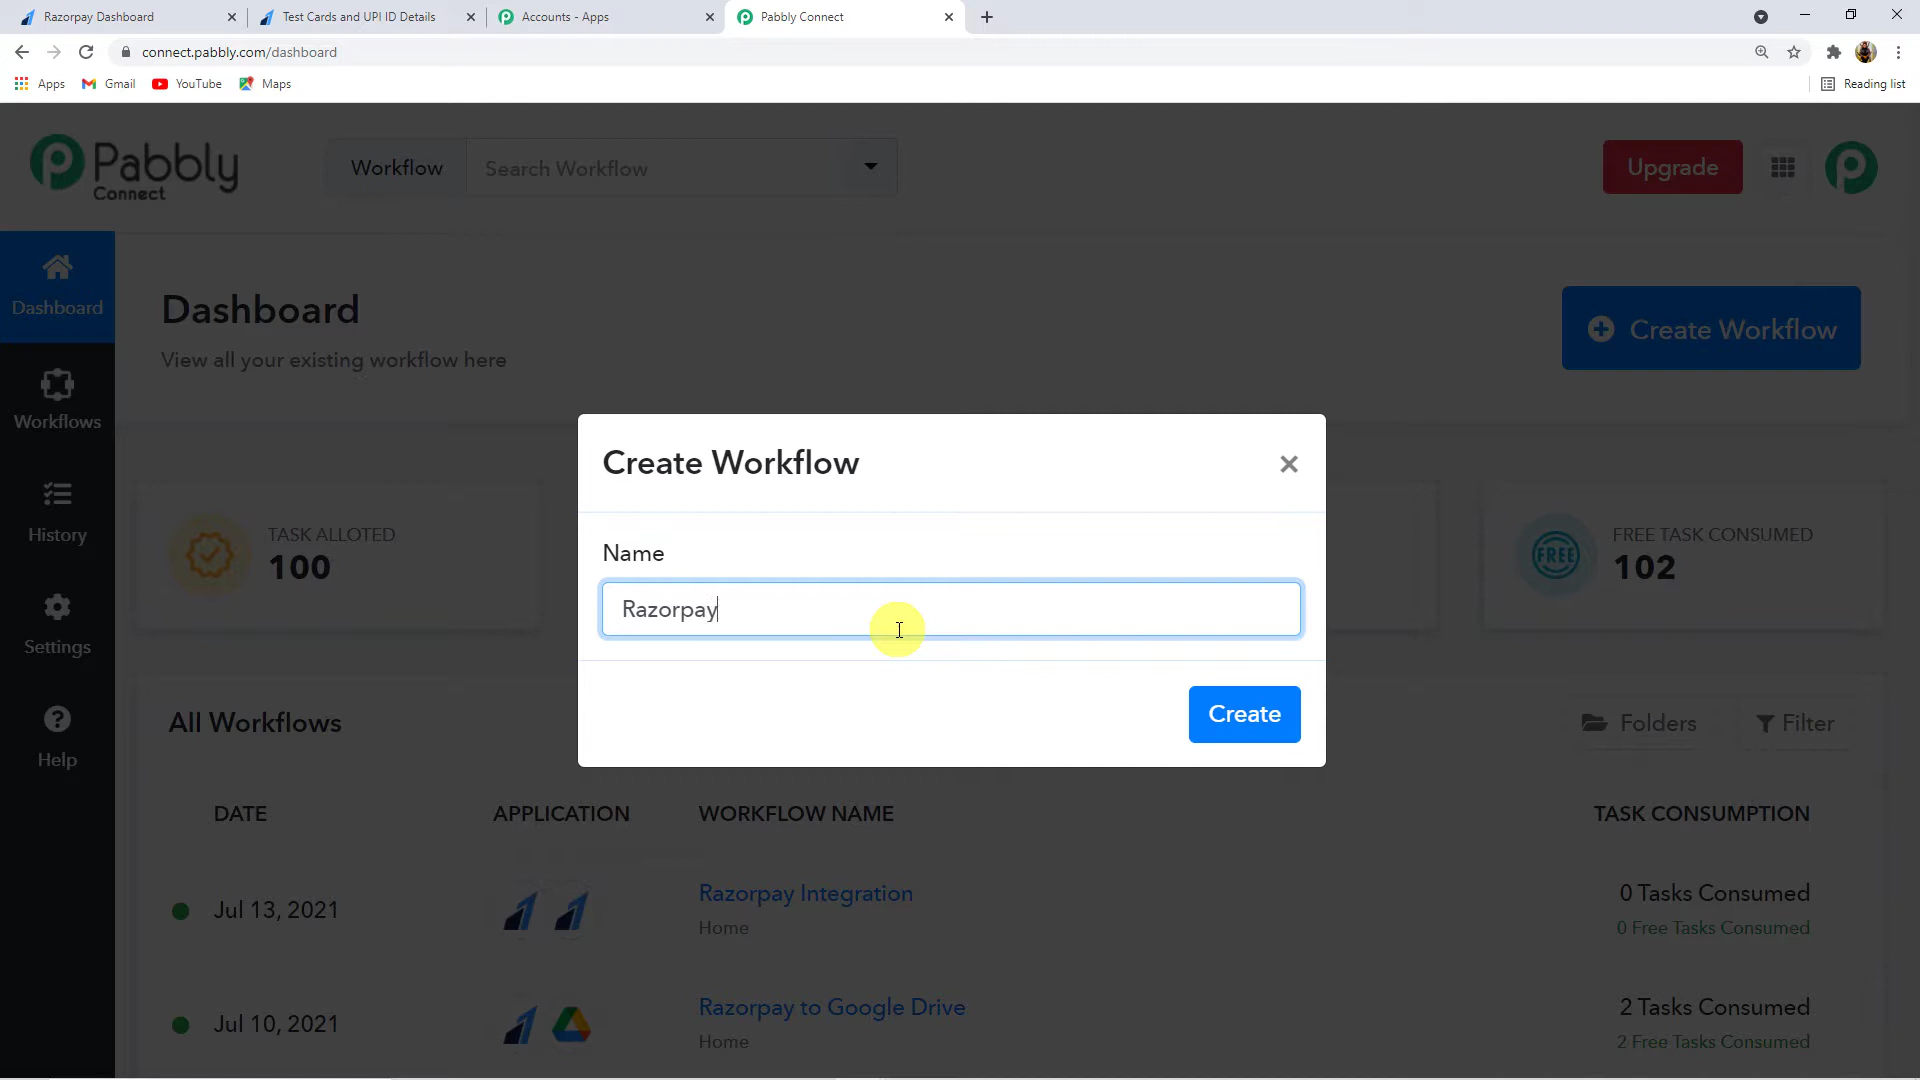 Razorpay Dashboard
Test Cards and UPI ID Details
Accounts - Apps
Pabbly Connect
connect.pabbly.com/dashboard
Apps
Gmail
YouTube
Maps
Reading list
Pabbly
Connect
Workflow
Search Workflow
Upgrade
Dashboard
Workflows
History
Settings
Help
Dashboard
View all your existing workflow here
Create Workflow
TASK ALLOTED
100
FREE TASK CONSUMED
102
FREE
Create Workflow
Name
Razorpay
Create
All Workflows
Folders
Filter
DATE
APPLICATION
WORKFLOW NAME
TASK CONSUMPTION
Jul 13, 2021
Razorpay Integration
Home
0 Tasks Consumed
0 Free Tasks Consumed
Jul 10, 2021
Razorpay to Google Drive
Home
2 Tasks Consumed
2 Free Tasks Consumed